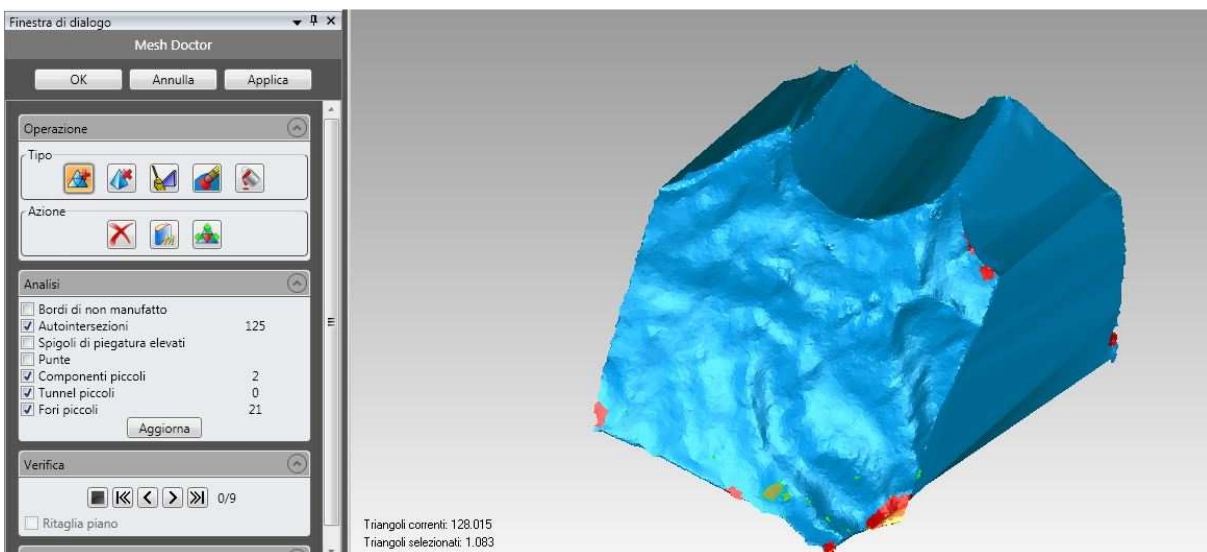 Finestra di dialogo
Mesh Doctor
OK Annulla Applica
Operazione
Tipo
Azione
Analisi
Bordi di non manufatto
Autointersezioni 125
Spigoli di piegatura elevati
Punte
Componenti piccoli 2
Tunnel piccoli 0
Fori piccoli 21
Aggiorna
Verifica
0/9
Ritaglia piano
Triangoli correnti: 128.015
Triangoli selezionati: 1.083